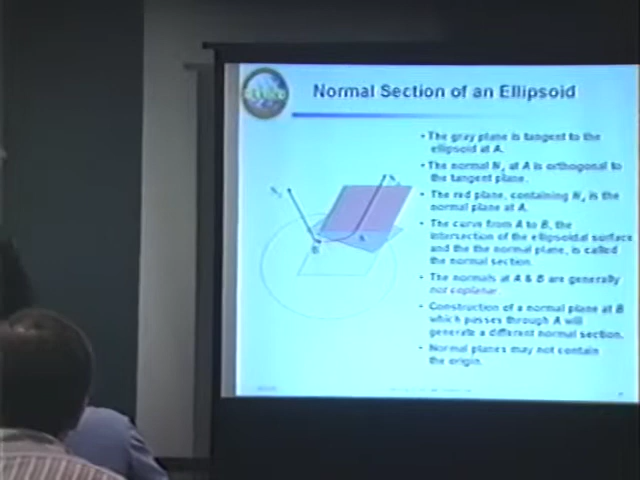 Normal Section of an Ellipsoid
• The gray plane is tangent to the
ellipsoid at A.
• The normal N_A at A is orthogonal to
the tangent plane.
• The red plane, containing N_A is the
normal plane at A.
• The curve from A to B, the
intersection of the ellipsoidal surface
and the the normal plane, is called
the normal section.
• The normals at A & B are generally
not coplanar
• Construction of a normal plane at B
which passes through A will
generate a different normal section.
• Normal planes may not contain
the origin.
A
B